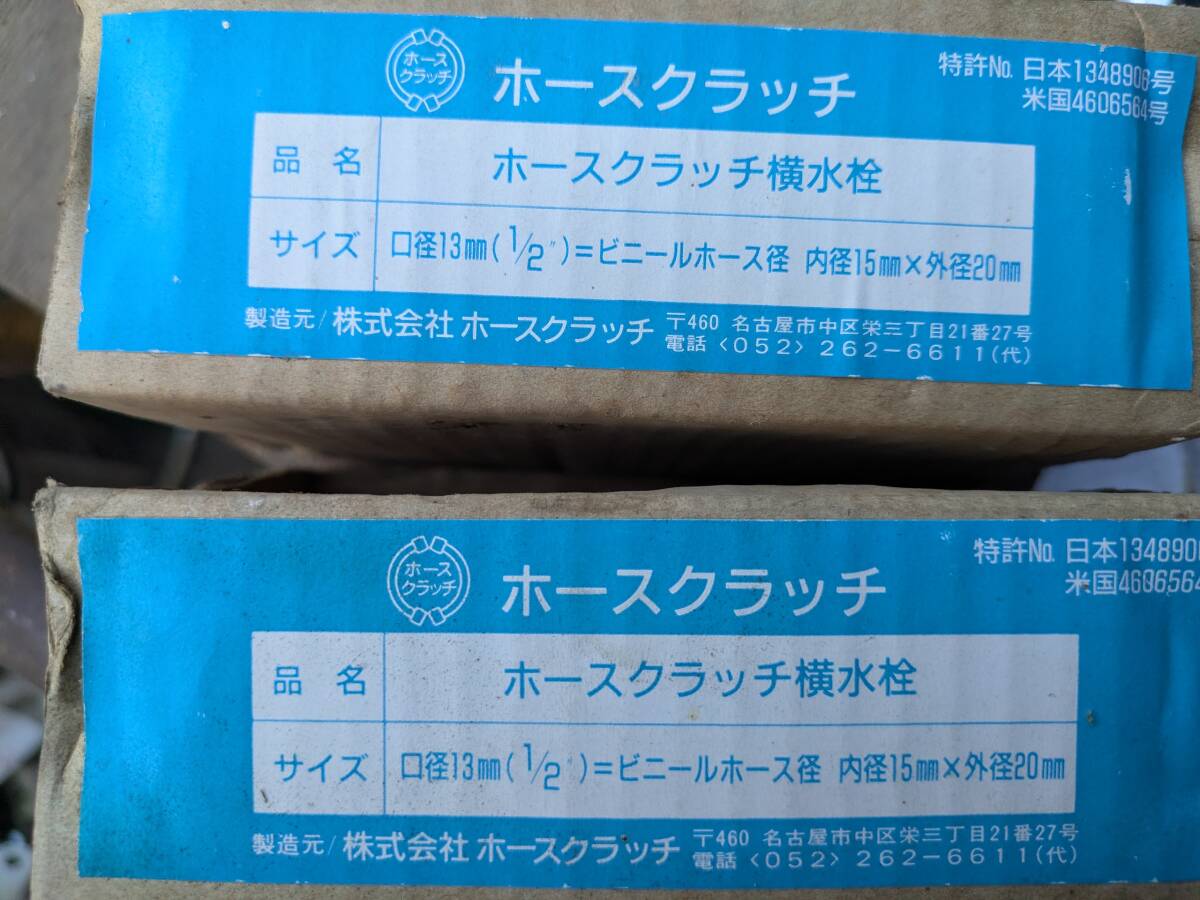 ホース
クラッチ
ホースクラッチ
特許No. 日本1348906号
米国4606564号
品名
ホースクラッチ横水栓
サイズ
口径13mm(1/2")=ビニールホース径 内径15mm×外径20mm
製造元/株式会社ホースクラッチ
〒460 名古屋市中区栄三丁目21番27号
電話〈052〉262-6611(代)
ホース
クラッチ
ホースクラッチ
特許No. 日本134890
米国4606564
品名
ホースクラッチ横水栓
サイズ
口径13mm(1/2")=ビニールホース径 内径15mm×外径20mm
製造元/株式会社ホースクラッチ
〒460 名古屋市中区栄三丁目21番27号
電話〈052〉262-6611(代)